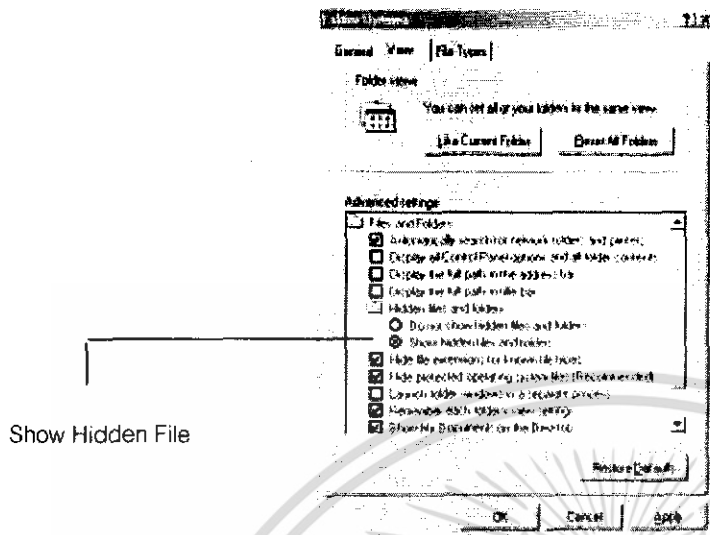 Folder Options ? X
General View File Types
Folder views
You can set all of your folders to the same view.
Like Current Folder Reset All Folders
Advanced settings:
Files and Folders
Automatically search for network folders and printers
Display all Control Panel options and all folder contents
Display the full path in the address bar
Display the full path in title bar
Hidden files and folders
Do not show hidden files and folders
Show hidden files and folders
Hide file extensions for known file types
Hide protected operating system files (Recommended)
Launch folder windows in a separate process
Remember each folder's view settings
Show My Documents on the Desktop
Show Hidden File
Restore Defaults
OK Cancel Apply